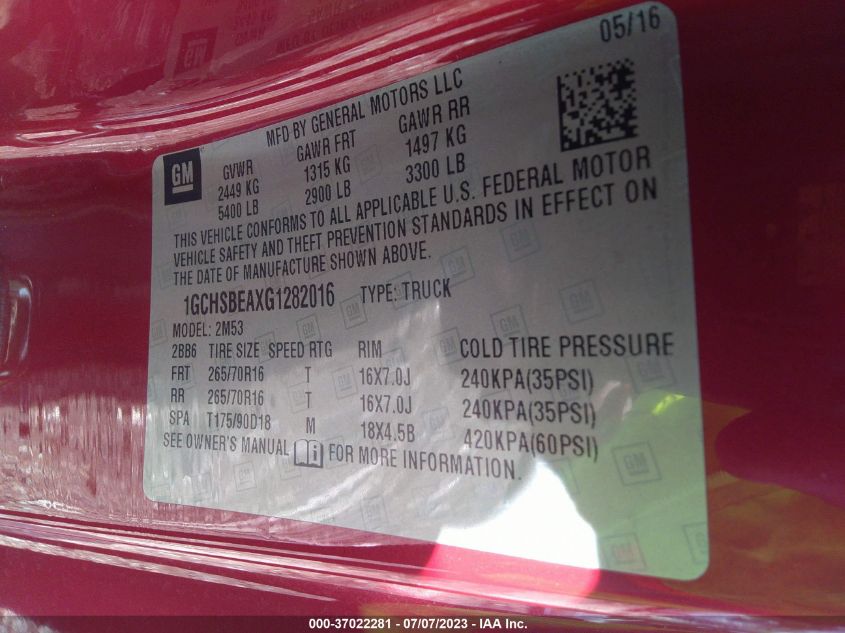 05/16
MFD BY GENERAL MOTORS LLC
GM
GVWR GAWR FRT GAWR RR
2449 KG 1315 KG 1497 KG
5400 LB 2900 LB 3300 LB
THIS VEHICLE CONFORMS TO ALL APPLICABLE U.S. FEDERAL MOTOR
VEHICLE SAFETY AND THEFT PREVENTION STANDARDS IN EFFECT ON
THE DATE OF MANUFACTURE SHOWN ABOVE.
1GCHSBEAXG1282016 TYPE: TRUCK
MODEL: 2M53
2BB6 TIRE SIZE SPEED RTG RIM COLD TIRE PRESSURE
FRT 265/70R16 T 16X7.0J 240KPA(35PSI)
RR 265/70R16 T 16X7.0J 240KPA(35PSI)
SPA T175/90D18 M 18X4.5B 420KPA(60PSI)
SEE OWNER'S MANUAL FOR MORE INFORMATION.
000-37022281 - 07/07/2023 - IAA Inc.